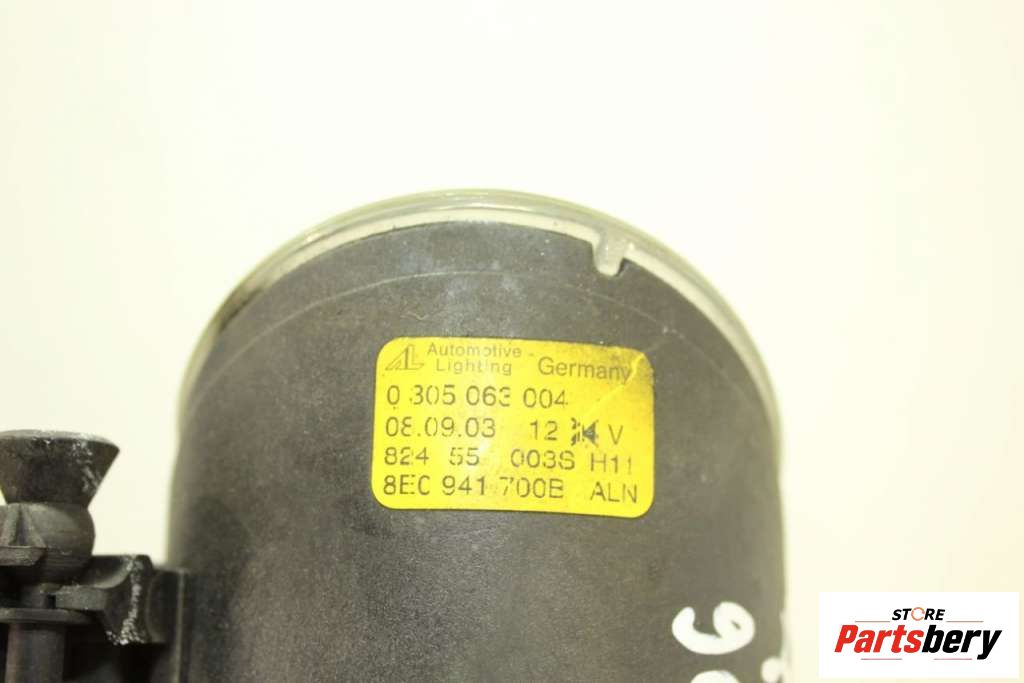 Automotive
Lighting Germany
0 305 063 004
08.09.03 12 V
824 55 003S H11
8E0 941 700B ALN
STORE
Partsbery